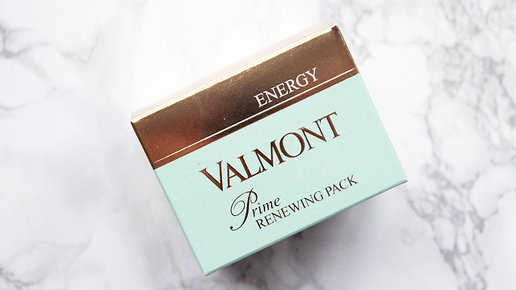 ENERGY
VALMONT
Prime
RENEWING PACK